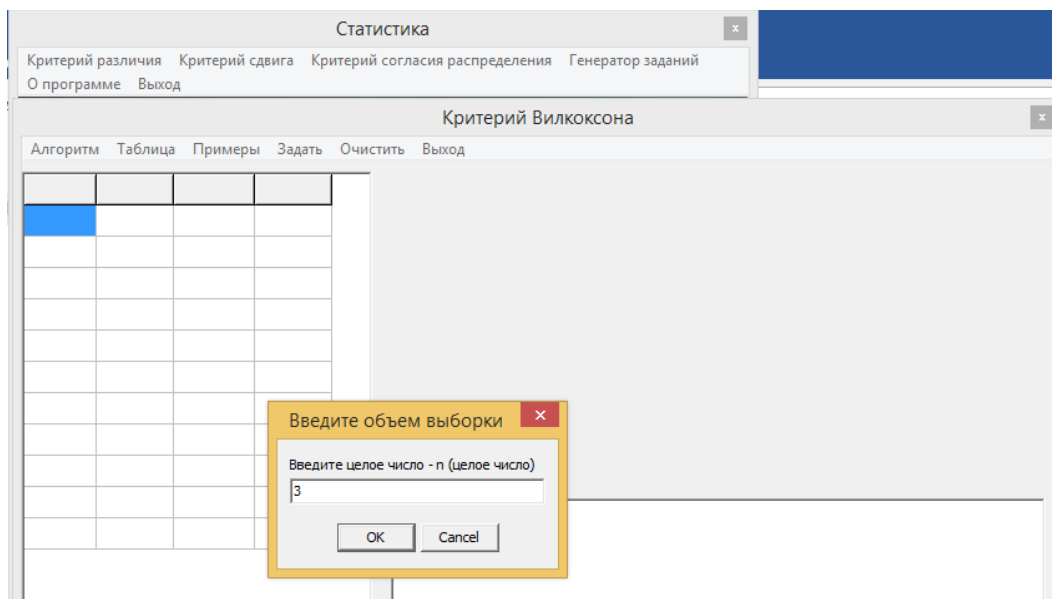 Статистика
Критерий различия Критерий сдвига Критерий согласия распределения Генератор заданий
О программе Выход
Критерий Вилкоксона
Алгоритм Таблица Примеры Задать Очистить Выход
Введите объем выборки
Введите целое число - n (целое число)
3
OK Cancel